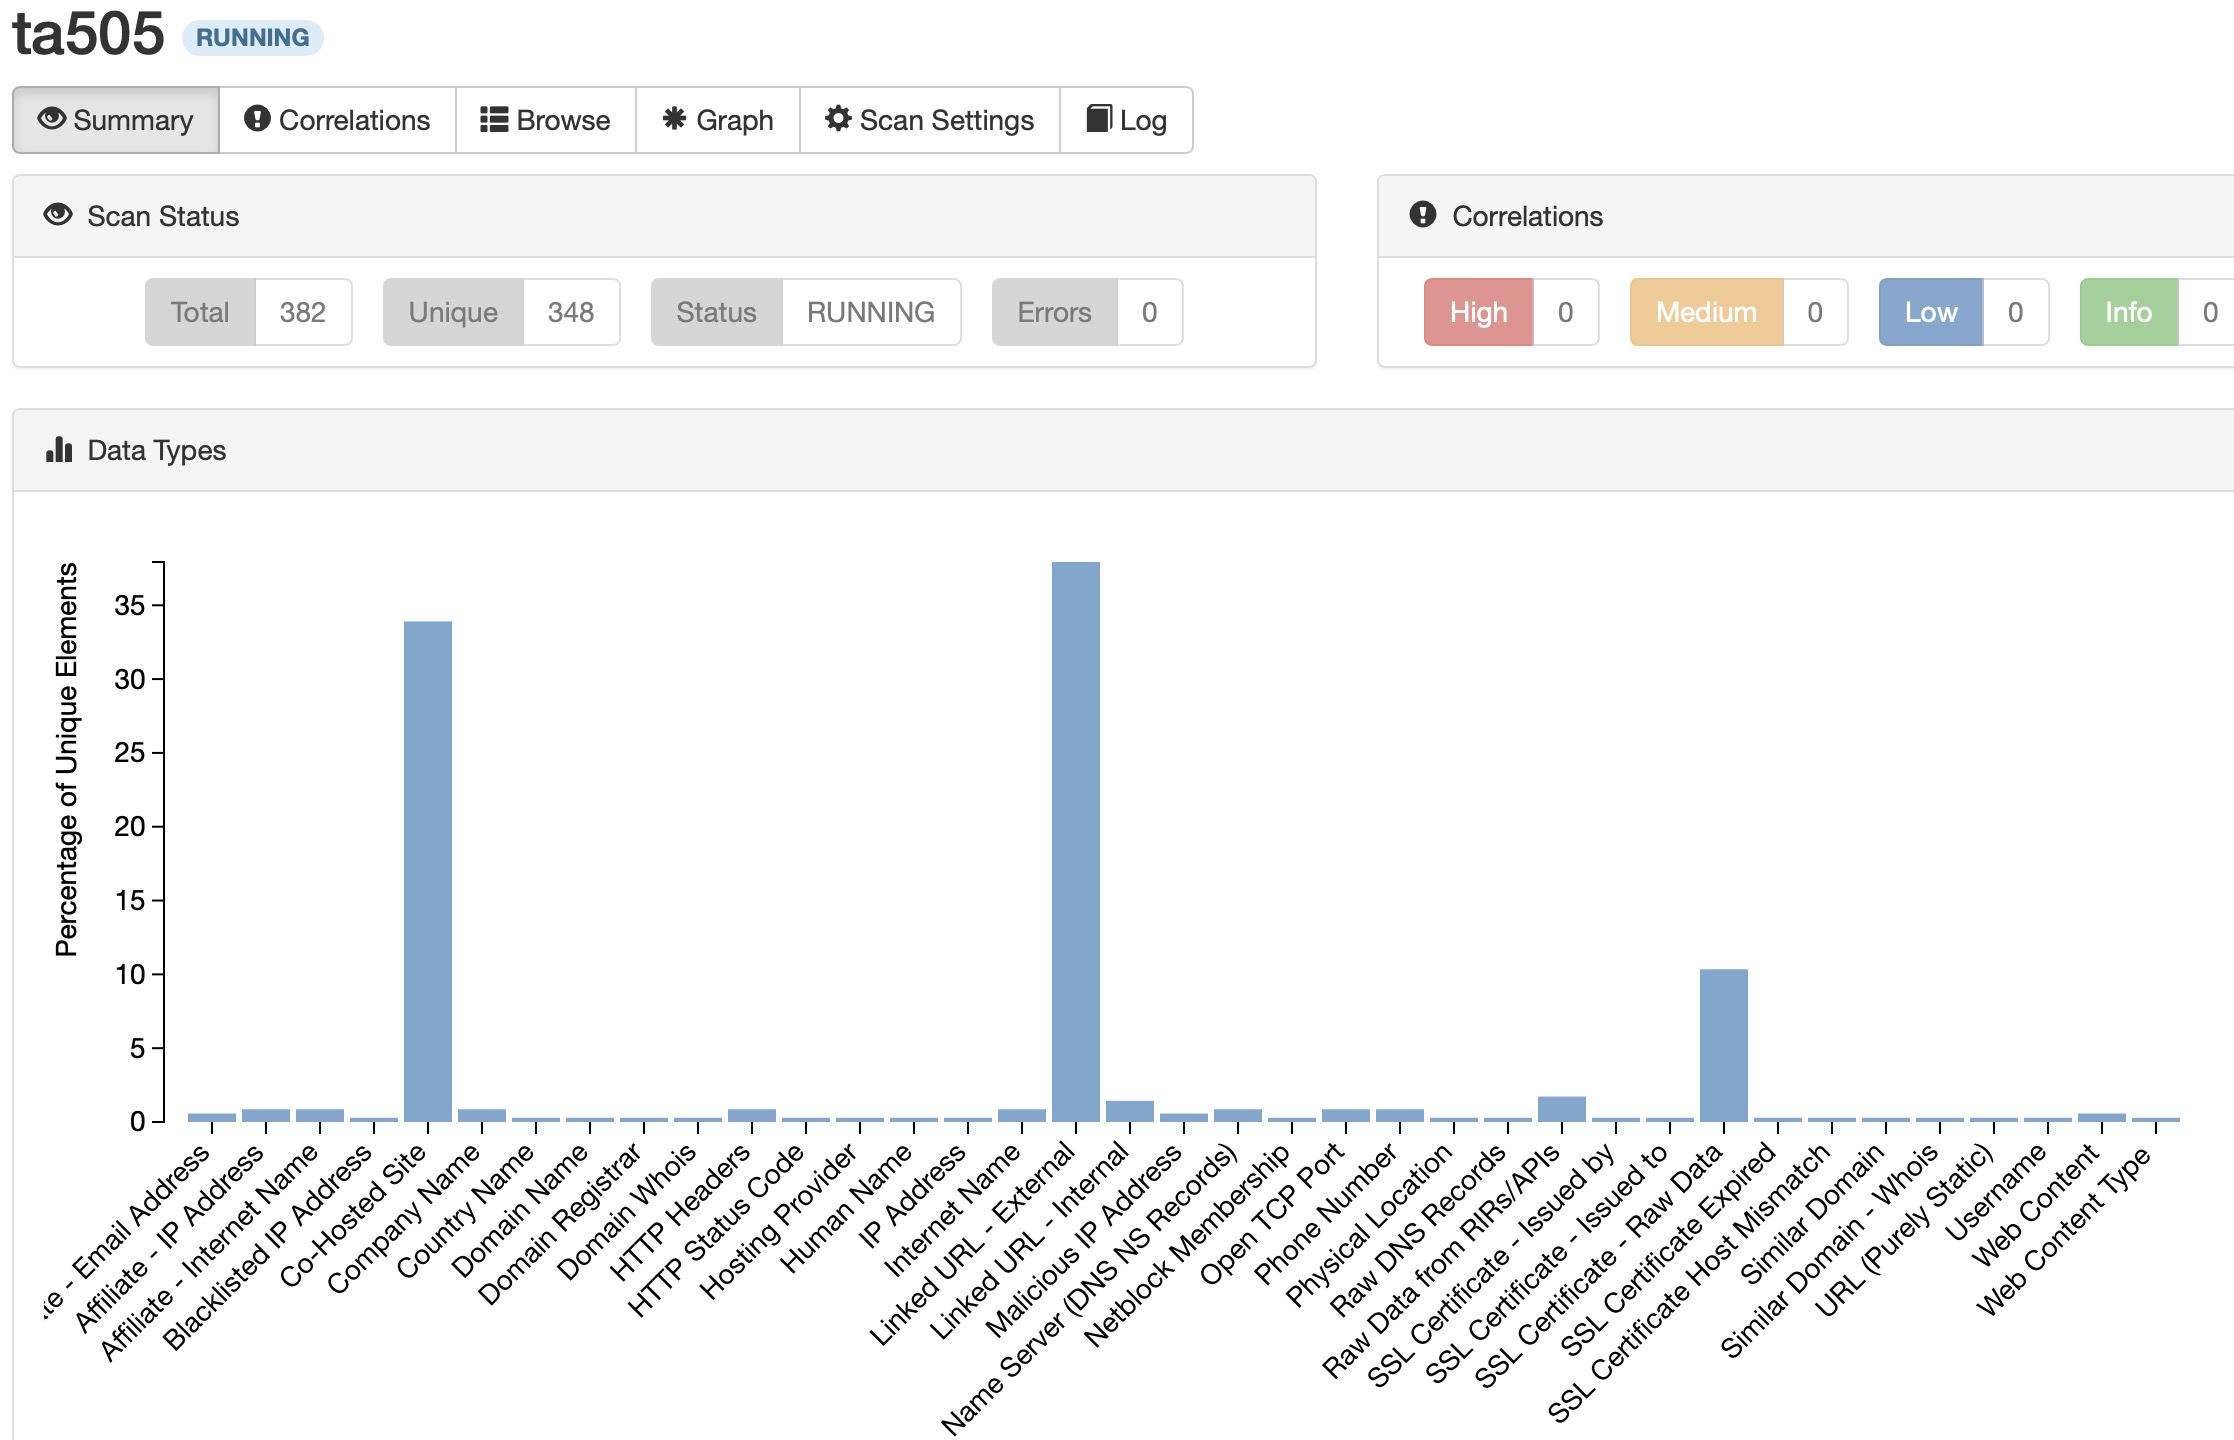 ta505 RUNNING
Summary Correlations Browse Graph Scan Settings Log
Scan Status
Total 382 Unique 348 Status RUNNING Errors 0
Correlations
High 0 Medium 0 Low 0 Info 0
Data Types
Percentage of Unique Elements
35
30
25
20
15
10
5
0
te - Email Address
Affiliate - IP Address
Affiliate - Internet Name
Blacklisted IP Address
Co-Hosted Site
Company Name
Country Name
Domain Name
Domain Registrar
Domain Whois
HTTP Headers
HTTP Status Code
Hosting Provider
Human Name
IP Address
Internet Name
Linked URL - External
Linked URL - Internal
Malicious IP Address
Name Server (DNS NS Records)
Netblock Membership
Open TCP Port
Phone Number
Physical Location
Raw DNS Records
Raw Data from RIRs/APIs
SSL Certificate - Issued by
SSL Certificate - Issued to
SSL Certificate - Raw Data
SSL Certificate Expired
SSL Certificate Host Mismatch
Similar Domain
Similar Domain - Whois
URL (Purely Static)
Username
Web Content
Web Content Type